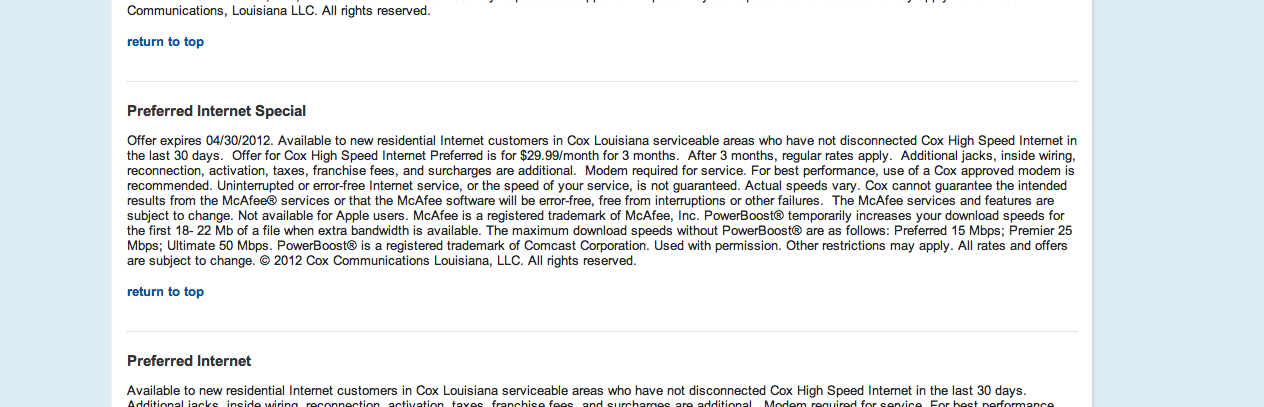 Communications, Louisiana LLC. All rights reserved.
return to top
Preferred Internet Special
Offer expires 04/30/2012. Available to new residential Internet customers in Cox Louisiana serviceable areas who have not disconnected Cox High Speed Internet in
the last 30 days.  Offer for Cox High Speed Internet Preferred is for $29.99/month for 3 months.  After 3 months, regular rates apply.  Additional jacks, inside wiring,
reconnection, activation, taxes, franchise fees, and surcharges are additional.  Modem required for service. For best performance, use of a Cox approved modem is
recommended. Uninterrupted or error-free Internet service, or the speed of your service, is not guaranteed. Actual speeds vary. Cox cannot guarantee the intended
results from the McAfee® services or that the McAfee software will be error-free, free from interruptions or other failures.  The McAfee services and features are
subject to change. Not available for Apple users. McAfee is a registered trademark of McAfee, Inc. PowerBoost® temporarily increases your download speeds for
the first 18- 22 Mb of a file when extra bandwidth is available. The maximum download speeds without PowerBoost® are as follows: Preferred 15 Mbps; Premier 25
Mbps; Ultimate 50 Mbps. PowerBoost® is a registered trademark of Comcast Corporation. Used with permission. Other restrictions may apply. All rates and offers
are subject to change. © 2012 Cox Communications Louisiana, LLC. All rights reserved.
return to top
Preferred Internet
Available to new residential Internet customers in Cox Louisiana serviceable areas who have not disconnected Cox High Speed Internet in the last 30 days.
Additional jacks, inside wiring, reconnection, activation, taxes, franchise fees, and surcharges are additional.  Modem required for service. For best performance,